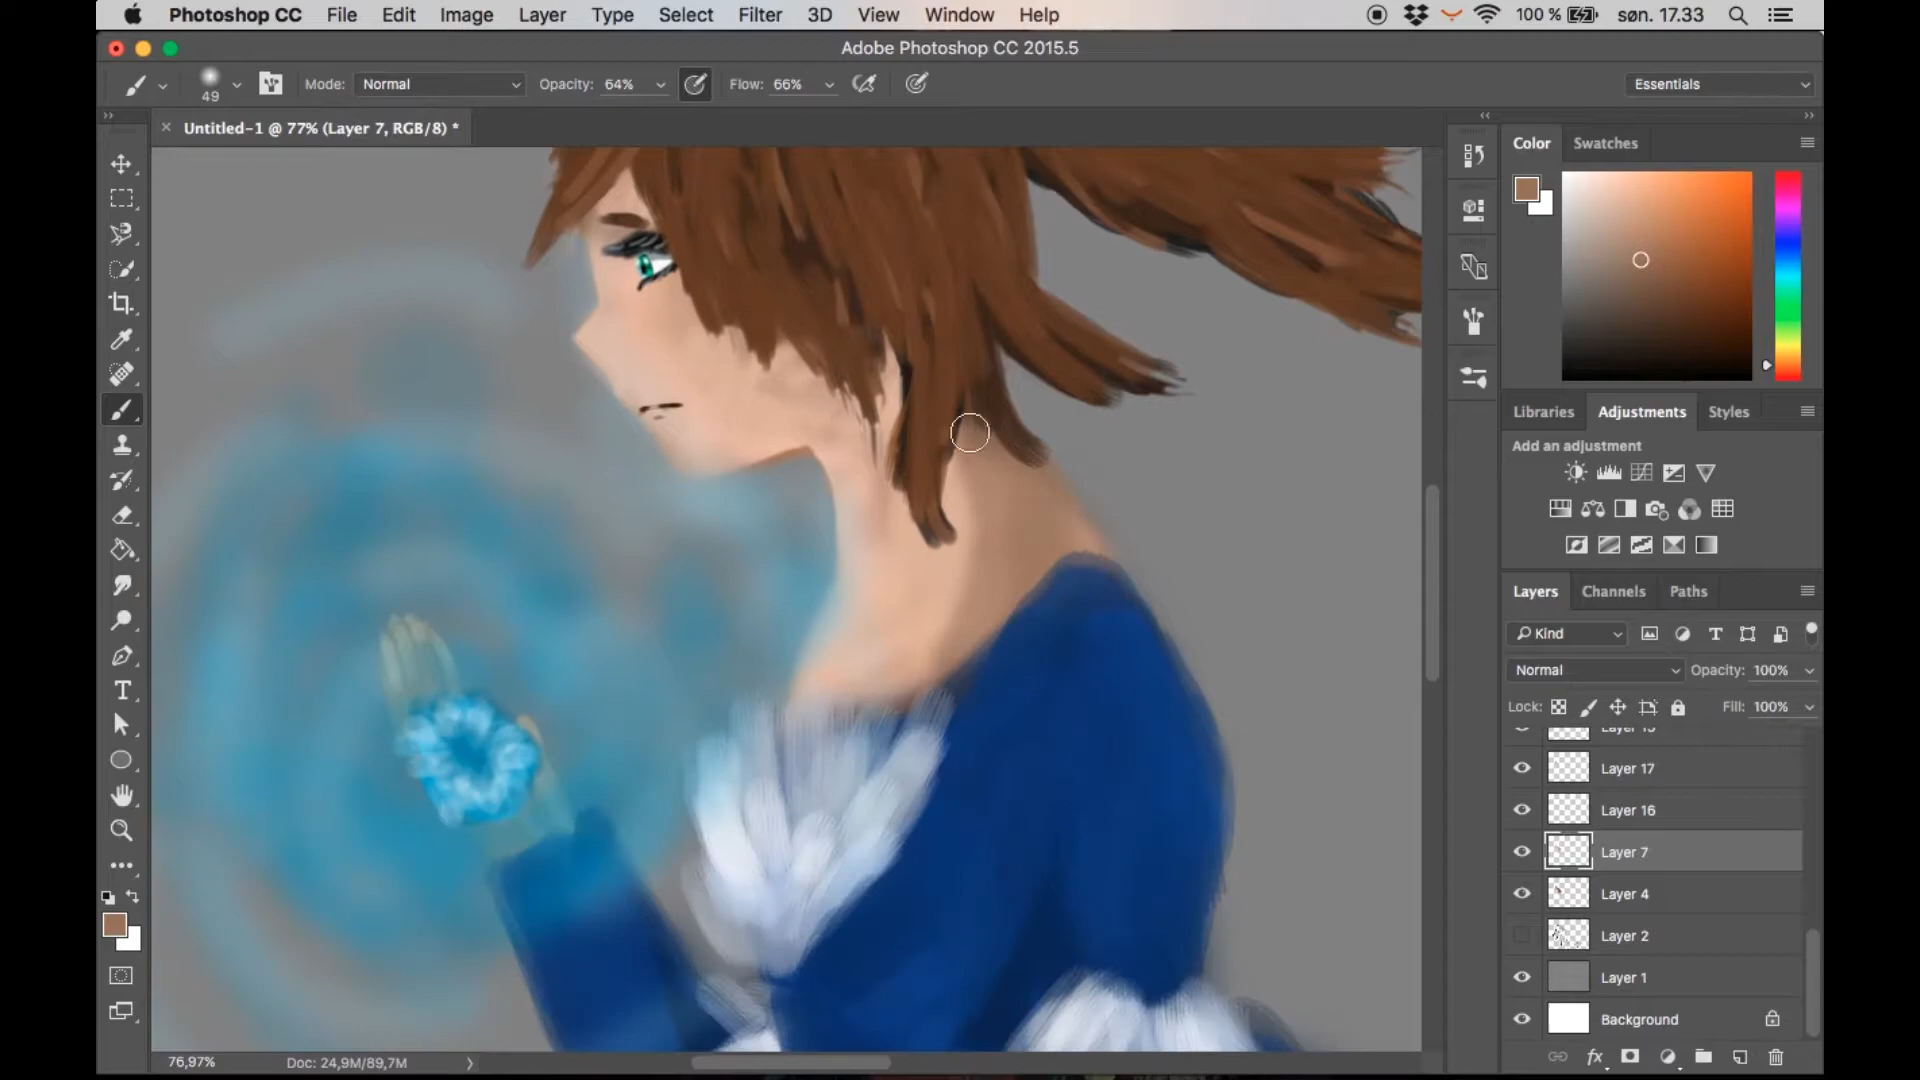 Photoshop CC File Edit Image Layer Type Select Filter 3D View Window Help 100 % søn. 17.33
Adobe Photoshop CC 2015.5
49 Mode: Normal Opacity: 64% Flow: 66% Essentials
Untitled-1 @ 77% (Layer 7, RGB/8) *
Color Swatches
Libraries Adjustments Styles
Add an adjustment
Layers Channels Paths
Kind
Normal Opacity: 100%
Lock: Fill: 100%
Layer 17
Layer 16
Layer 7
Layer 4
Layer 2
Layer 1
Background
76,97% Doc: 24,9M/89,7M